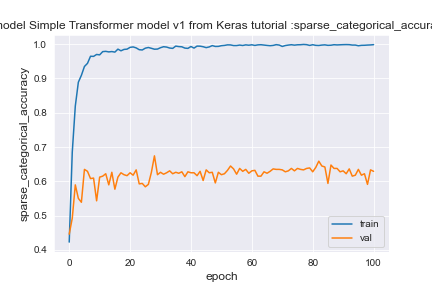 model Simple Transformer model v1 from Keras tutorial :sparse_categorical_accura
1.0
0.9
0.8
0.7
0.6
0.5
0.4
sparse_categorical_accuracy
0
20
40
60
80
100
epoch
train
val